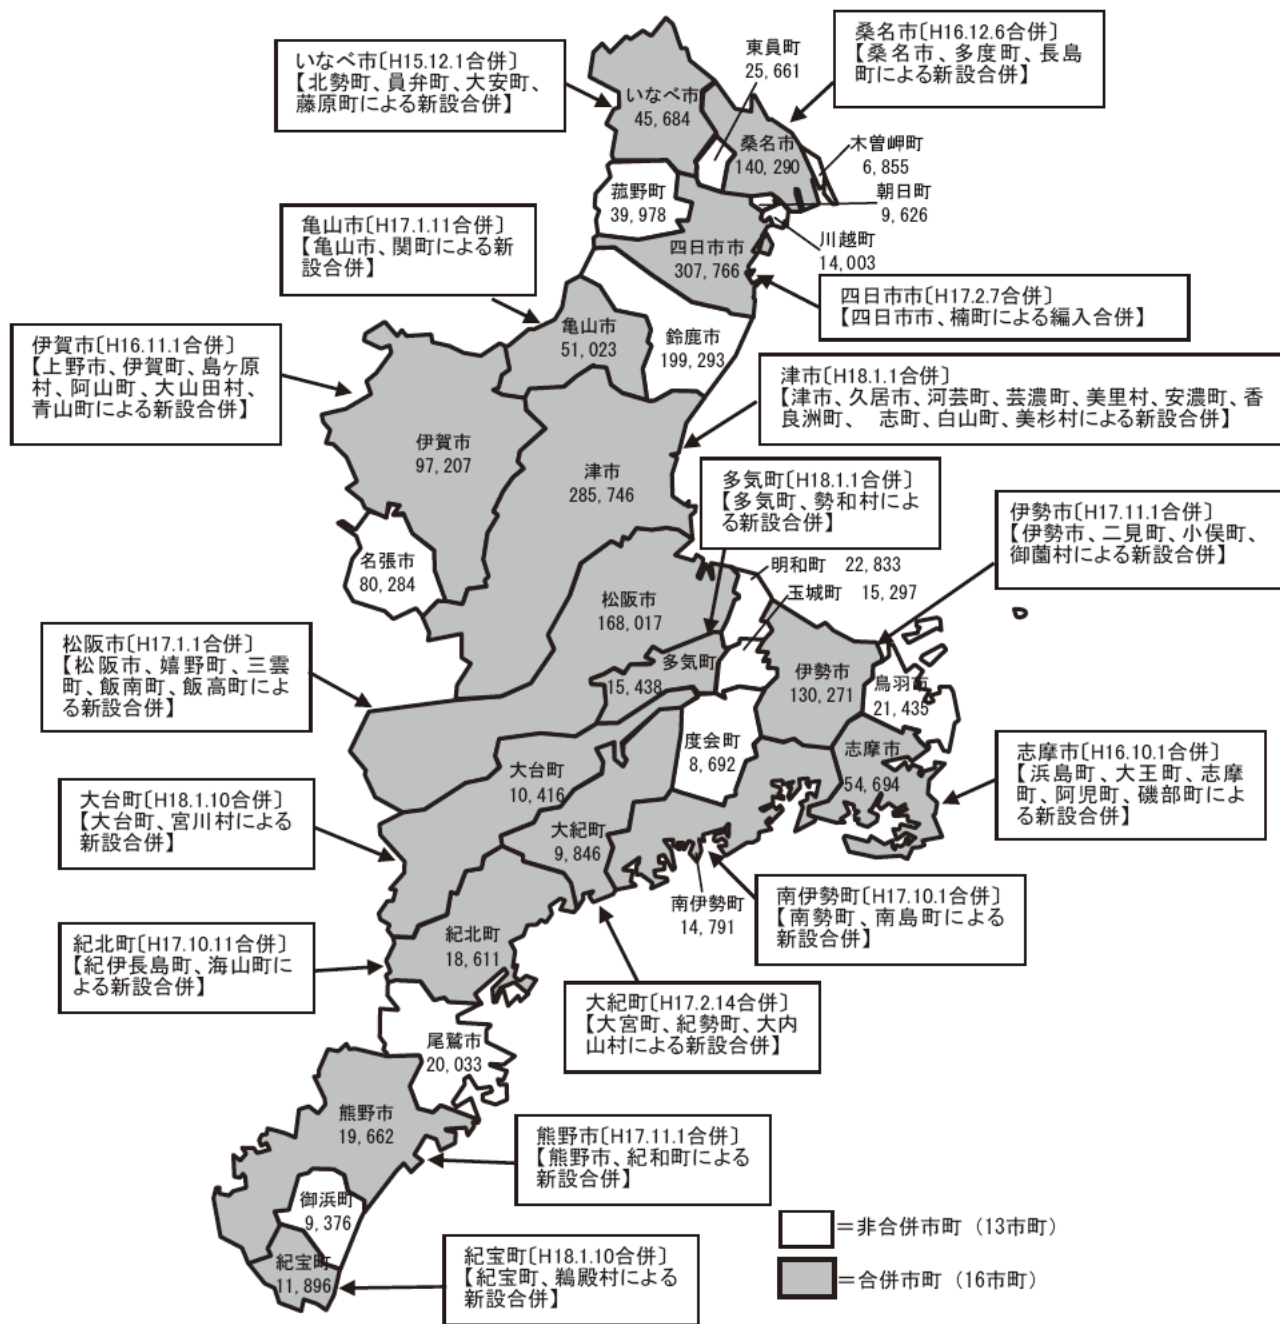 いなべ市〔H15.12.1合併〕
【北勢町、員弁町、大安町、
藤原町による新設合併】
東員町
25,661
桑名市〔H16.12.6合併〕
【桑名市、多度町、長島
町による新設合併】
いなべ市
45,684
桑名市
140,290
木曽岬町
6,855
朝日町
9,626
菰野町
39,978
川越町
14,003
亀山市〔H17.1.11合併〕
【亀山市、関町による新
設合併】
四日市市
307,766
四日市市〔H17.2.7合併〕
【四日市市、楠町による編入合併】
亀山市
51,023
鈴鹿市
199,293
伊賀市〔H16.11.1合併〕
【上野市、伊賀町、島ヶ原
村、阿山町、大山田村、
青山町による新設合併】
津市〔H18.1.1合併〕
【津市、久居市、河芸町、芸濃町、美里村、安濃町、香
良洲町、　志町、白山町、美杉村による新設合併】
伊賀市
97,207
津市
285,746
多気町〔H18.1.1合併〕
【多気町、勢和村によ
る新設合併】
伊勢市〔H17.11.1合併〕
【伊勢市、二見町、小俣町、
御薗村による新設合併】
名張市
80,284
明和町 22,833
玉城町 15,297
松阪市
168,017
松阪市〔H17.1.1合併〕
【松阪市、嬉野町、三雲
町、飯南町、飯高町によ
る新設合併】
多気町
15,438
伊勢市
130,271
鳥羽市
21,435
度会町
8,692
志摩市
54,694
志摩市〔H16.10.1合併〕
【浜島町、大王町、志摩
町、阿児町、磯部町によ
る新設合併】
大台町
10,416
大台町〔H18.1.10合併〕
【大台町、宮川村による
新設合併】
大紀町
9,846
南伊勢町
14,791
南伊勢町〔H17.10.1合併〕
【南勢町、南島町による
新設合併】
紀北町
18,611
紀北町〔H17.10.11合併〕
【紀伊長島町、海山町に
よる新設合併】
大紀町〔H17.2.14合併〕
【大宮町、紀勢町、大内
山村による新設合併】
尾鷲市
20,033
熊野市
19,662
熊野市〔H17.11.1合併〕
【熊野市、紀和町による
新設合併】
御浜町
9,376
紀宝町
11,896
紀宝町〔H18.1.10合併〕
【紀宝町、鵜殿村による
新設合併】
＝非合併市町（13市町）
＝合併市町（16市町）